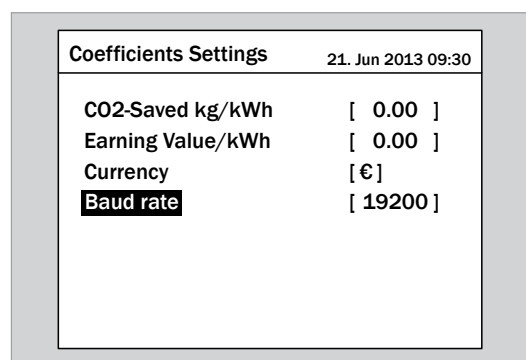 Coefficients Settings 21. Jun 2013 09:30
CO2-Saved kg/kWh [ 0.00 ]
Earning Value/kWh [ 0.00 ]
Currency [ € ]
Baud rate [ 19200 ]